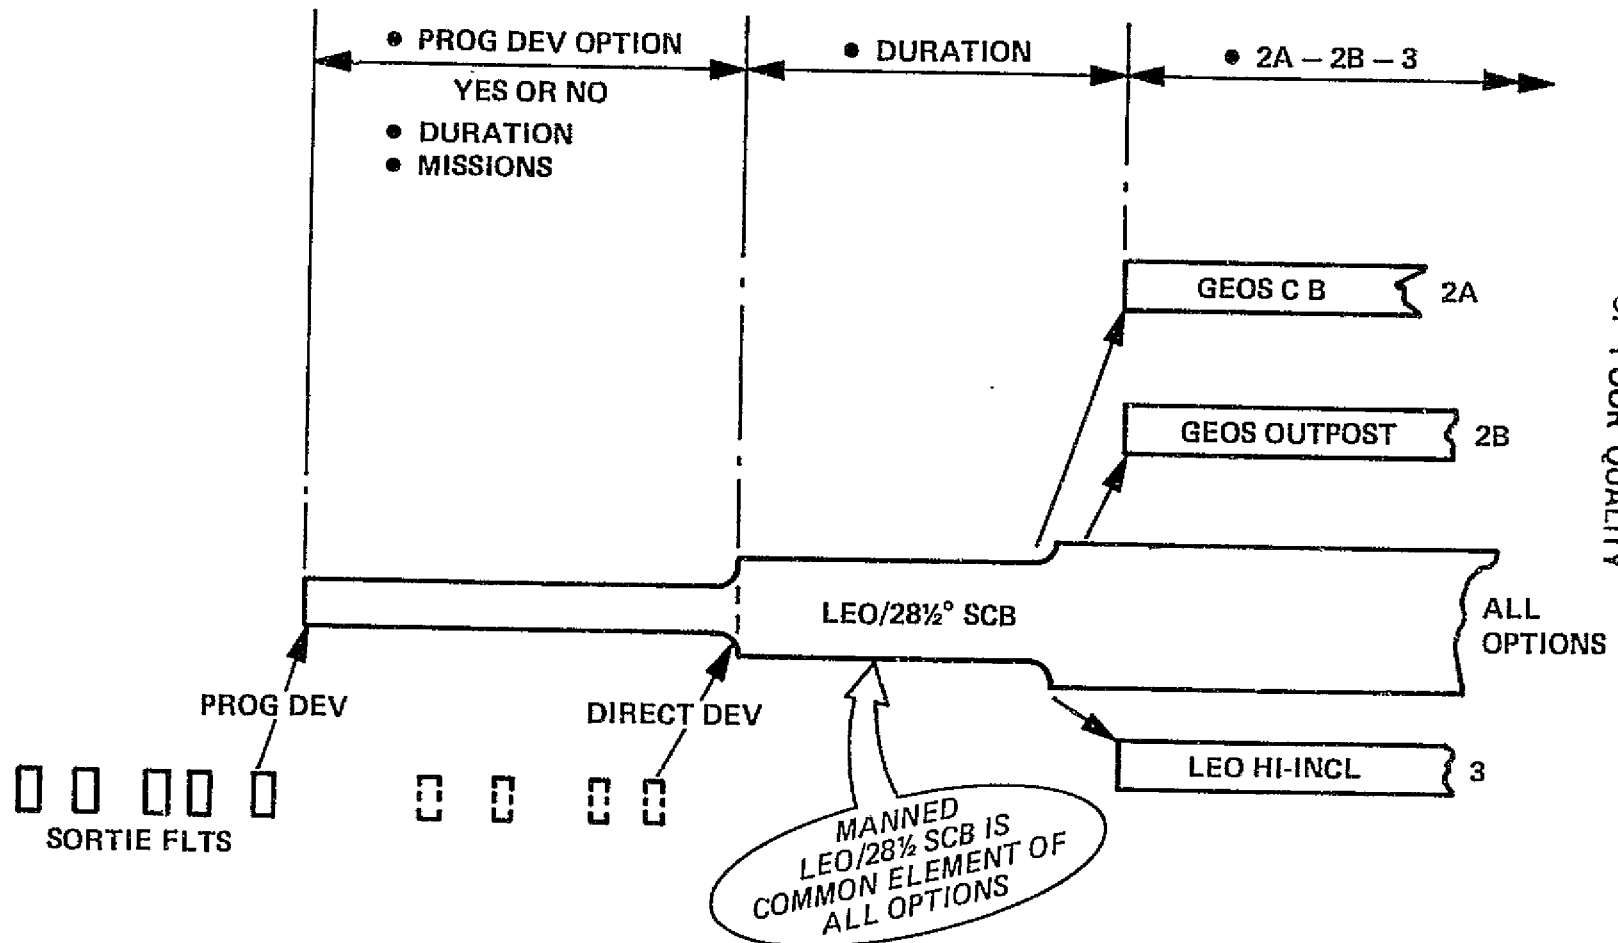 • PROG DEV OPTION
YES OR NO
• DURATION
• MISSIONS
• DURATION
• 2A – 2B – 3
GEOS C B
2A
GEOS OUTPOST
2B
POOR QUALITY
LEO/28½° SCB
ALL
OPTIONS
PROG DEV
DIRECT DEV
LEO HI-INCL
3
SORTIE FLTS
MANNED
LEO/28½ SCB IS
COMMON ELEMENT OF
ALL OPTIONS